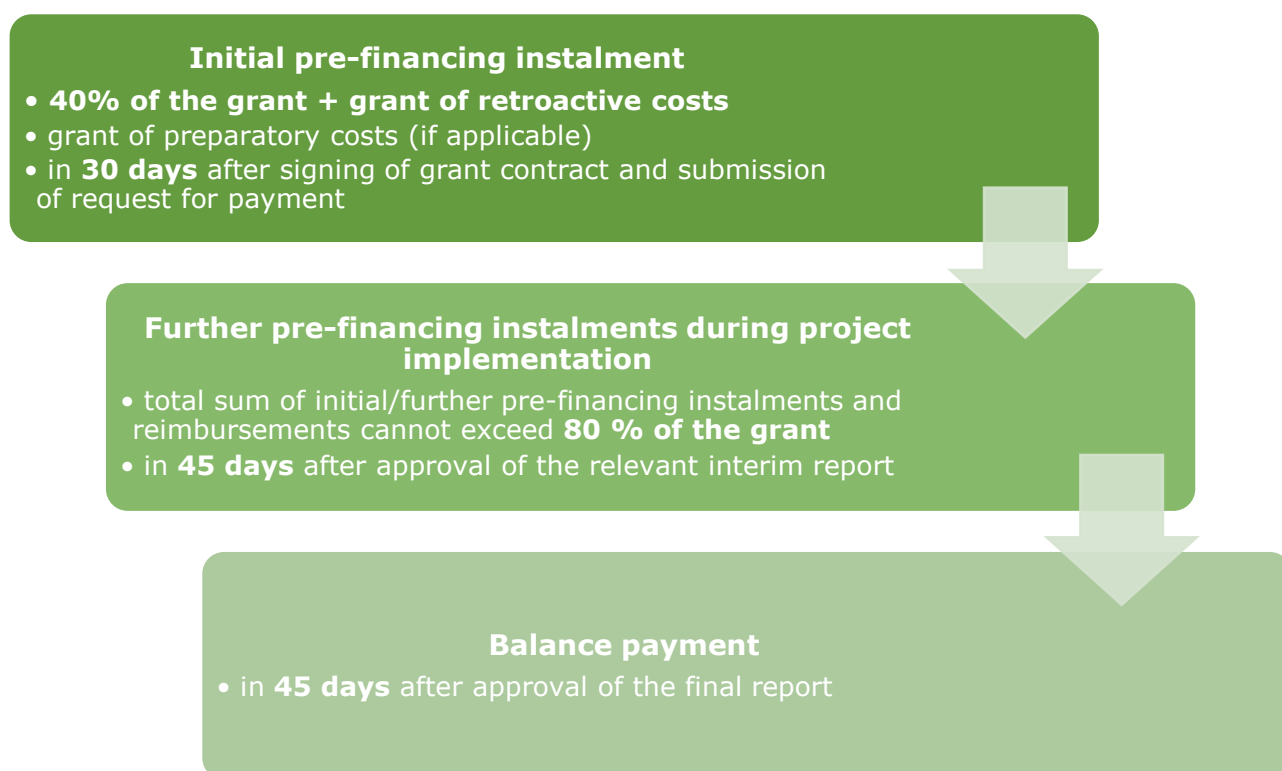 Initial pre-financing instalment
• 40% of the grant + grant of retroactive costs
• grant of preparatory costs (if applicable)
• in 30 days after signing of grant contract and submission
of request for payment
Further pre-financing instalments during project
implementation
• total sum of initial/further pre-financing instalments and
reimbursements cannot exceed 80 % of the grant
• in 45 days after approval of the relevant interim report
Balance payment
• in 45 days after approval of the final report